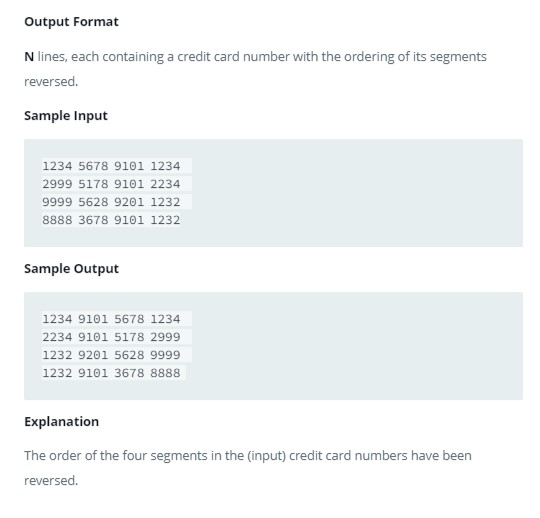 Output Format
N lines, each containing a credit card number with the ordering of its segments
reversed.
Sample Input
1234 5678 9101 1234
2999 5178 9101 2234
9999 5628 9201 1232
8888 3678 9101 1232
Sample Output
1234 9101 5678 1234
2234 9101 5178 2999
1232 9201 5628 9999
1232 9101 3678 8888
Explanation
The order of the four segments in the (input) credit card numbers have been
reversed.